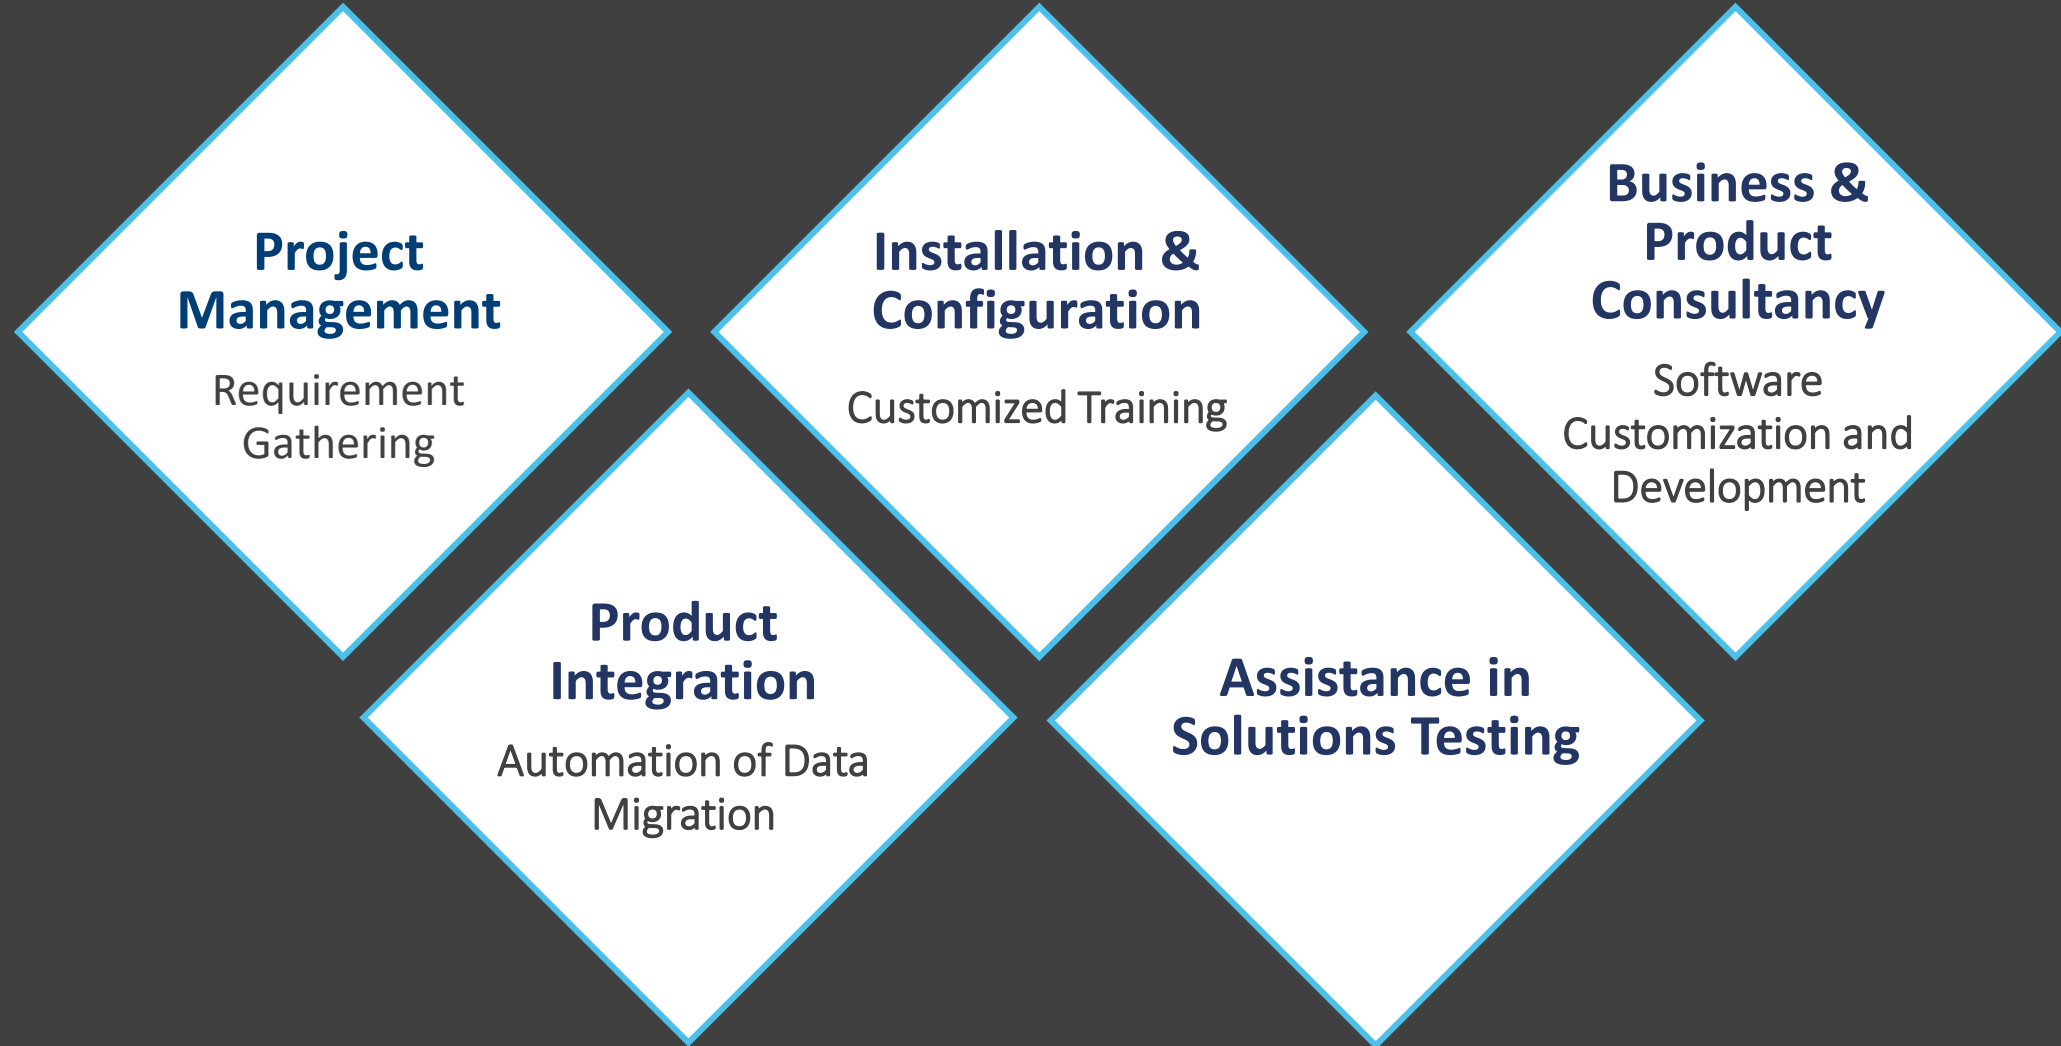 Project
Management
Requirement
Gathering
Installation &
Configuration
Customized Training
Business &
Product
Consultancy
Software
Customization and
Development
Product
Integration
Automation of Data
Migration
Assistance in
Solutions Testing